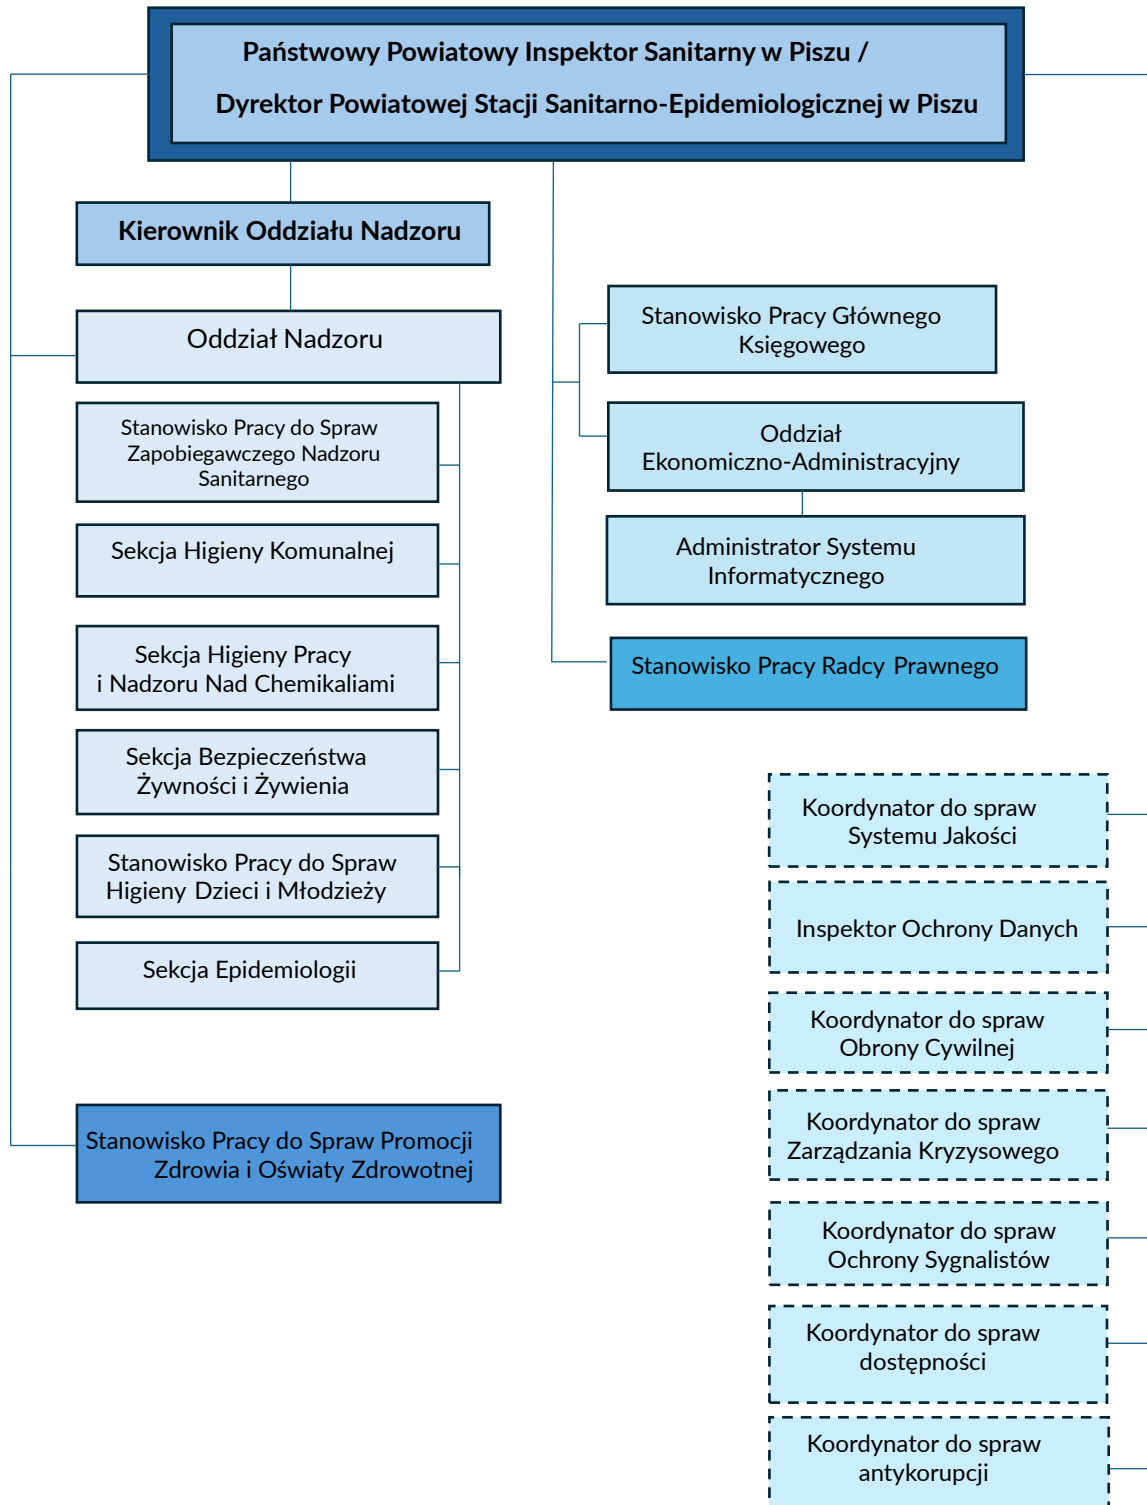 Państwowy Powiatowy Inspektor Sanitarny w Piszu /
Dyrektor Powiatowej Stacji Sanitarno-Epidemiologicznej w Piszu
Kierownik Oddziału Nadzoru
Oddział Nadzoru
Stanowisko Pracy do Spraw
Zapobiegawczego Nadzoru
Sanitarnego
Sekcja Higieny Komunalnej
Sekcja Higieny Pracy
i Nadzoru Nad Chemikaliami
Sekcja Bezpieczeństwa
Żywności i Żywienia
Stanowisko Pracy do Spraw
Higieny Dzieci i Młodzieży
Sekcja Epidemiologii
Stanowisko Pracy do Spraw Promocji
Zdrowia i Oświaty Zdrowotnej
Stanowisko Pracy Głównego
Księgowego
Oddział
Ekonomiczno-Administracyjny
Administrator Systemu
Informatycznego
Stanowisko Pracy Radcy Prawnego
Koordynator do spraw
Systemu Jakości
Inspektor Ochrony Danych
Koordynator do spraw
Obrony Cywilnej
Koordynator do spraw
Zarządzania Kryzysowego
Koordynator do spraw
Ochrony Sygnalistów
Koordynator do spraw
dostępności
Koordynator do spraw
antykorupcji